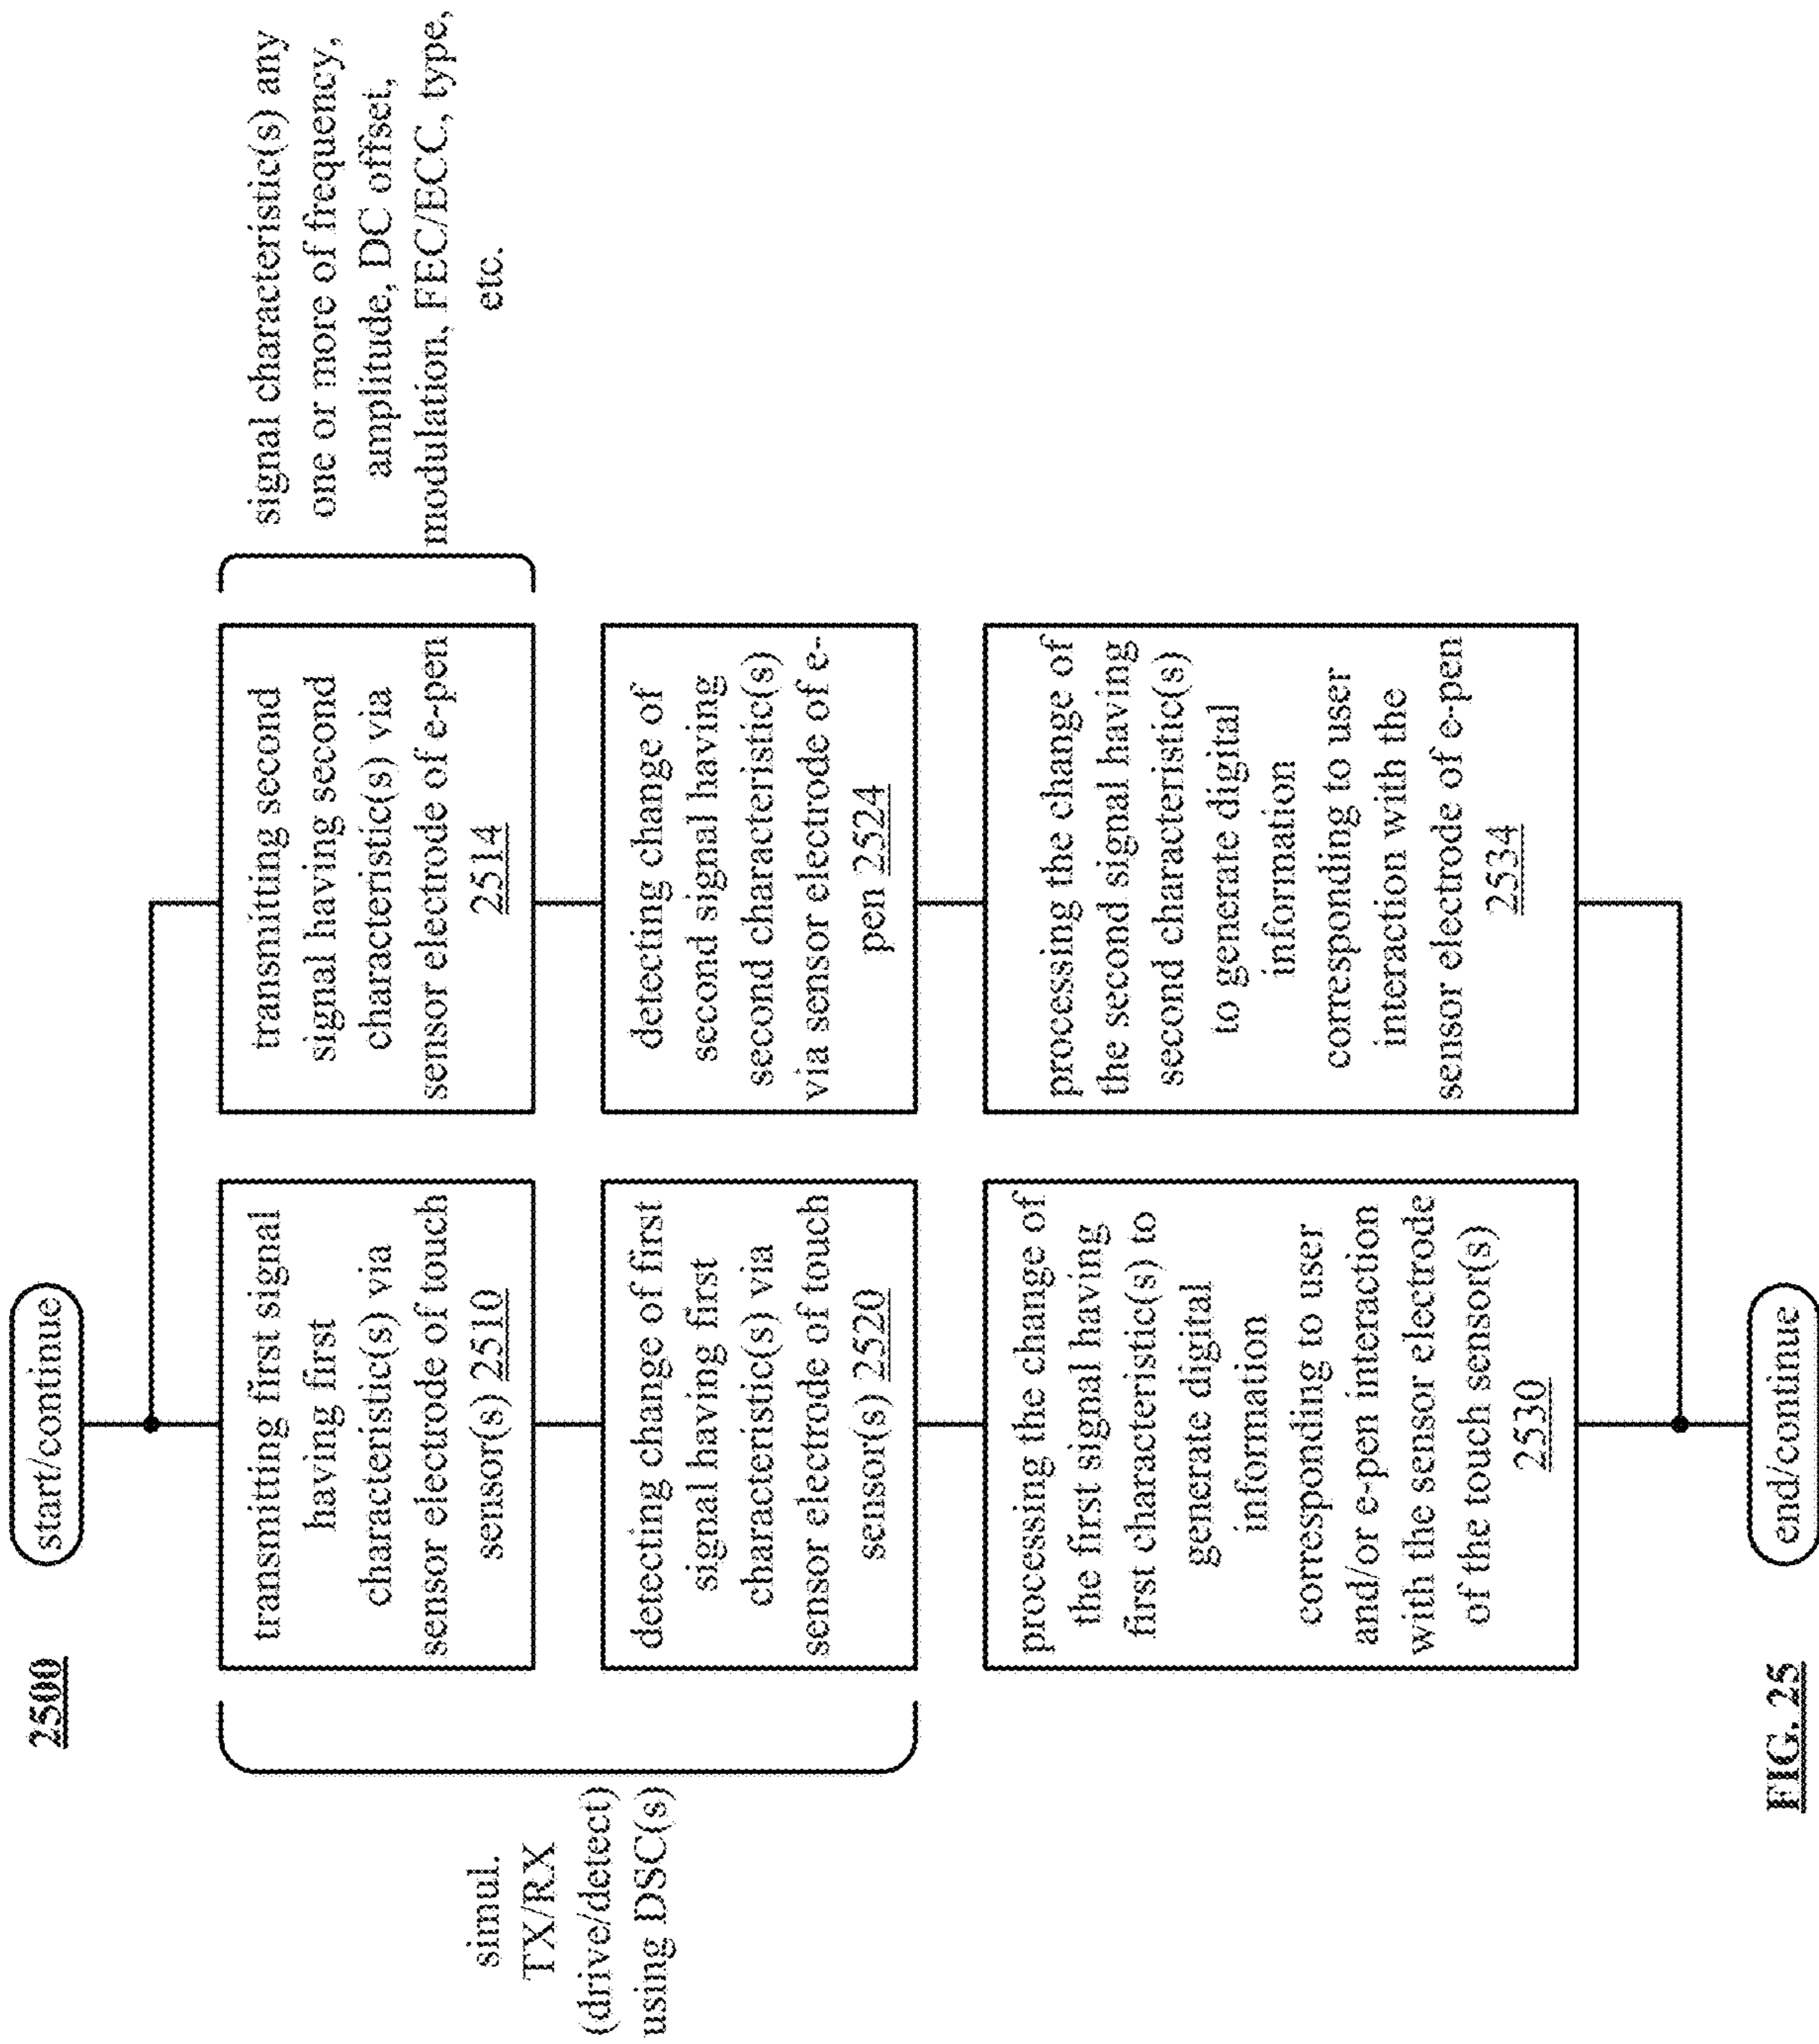 2500
start/continue
simul.
TX/RX
(drive/detect)
using DSC(s)
transmitting first signal
having first
characteristic(s) via
sensor electrode of touch
sensor(s) 2510
detecting change of first
signal having first
characteristic(s) via
sensor electrode of touch
sensor(s) 2520
processing the change of
the first signal having
first characteristic(s) to
generate digital
information
corresponding to user
and/or e-pen interaction
with the sensor electrode
of the touch sensor(s)
2530
transmitting second
signal having second
characteristic(s) via
sensor electrode of e-pen
2514
detecting change of
second signal having
second characteristic(s)
via sensor electrode of e-
pen 2524
processing the change of
the second signal having
second characteristic(s)
to generate digital
information
corresponding to user
interaction with the
sensor electrode of e-pen
2534
signal characteristic(s) any
one or more of frequency,
amplitude, DC offset,
modulation, FEC/ECC, type,
etc.
end/continue
FIG. 25